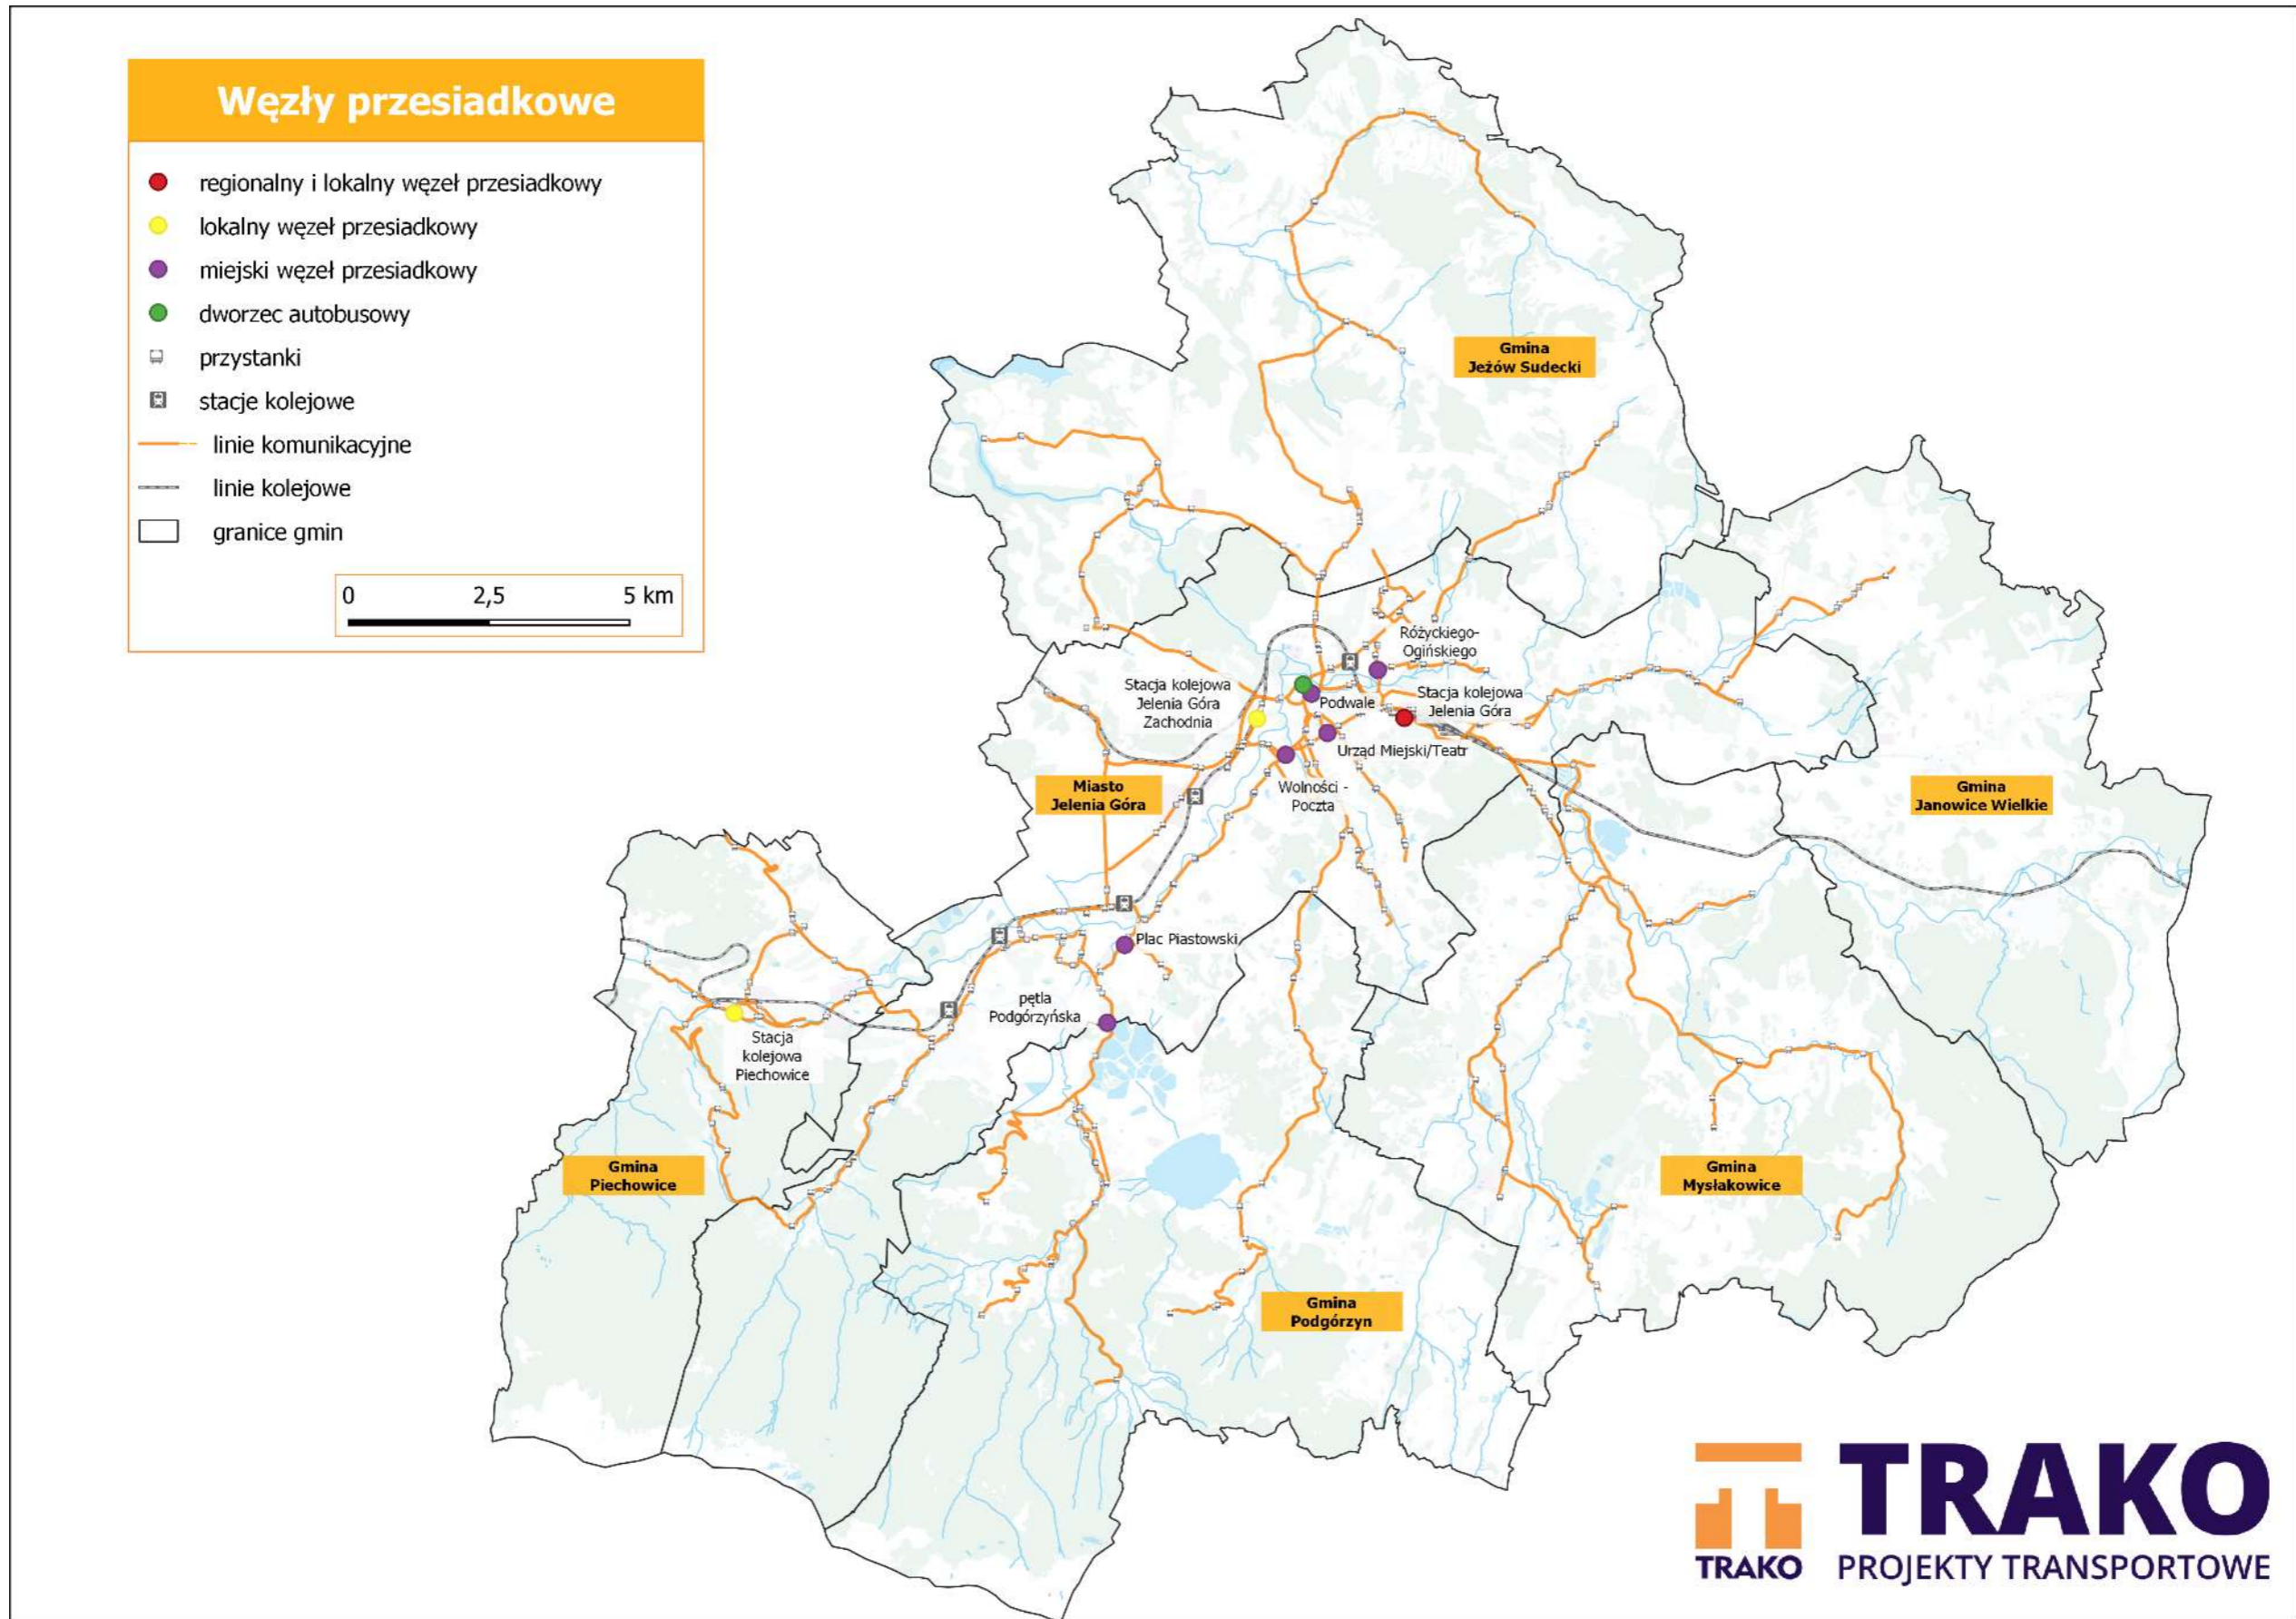 Węzły przesiadkowe
regionalny i lokalny węzeł przesiadkowy
lokalny węzeł przesiadkowy
miejski węzeł przesiadkowy
dworzec autobusowy
przystanki
stacje kolejowe
linie komunikacyjne
linie kolejowe
granice gmin
0 2,5 5 km
Gmina
Jeżów Sudecki
Różyckiego-
Ogińskiego
Stacja kolejowa
Jelenia Góra
Zachodnia
Podwale
Stacja kolejowa
Jelenia Góra
Urząd Miejski/Teatr
Wolności -
Poczta
Miasto
Jelenia Góra
Gmina
Janowice Wielkie
Plac Piastowski
pętla
Podgórzyńska
Stacja
kolejowa
Piechowice
Gmina
Piechowice
Gmina
Mysłakowice
Gmina
Podgórzyn
TRAKO
TRAKO
PROJEKTY TRANSPORTOWE